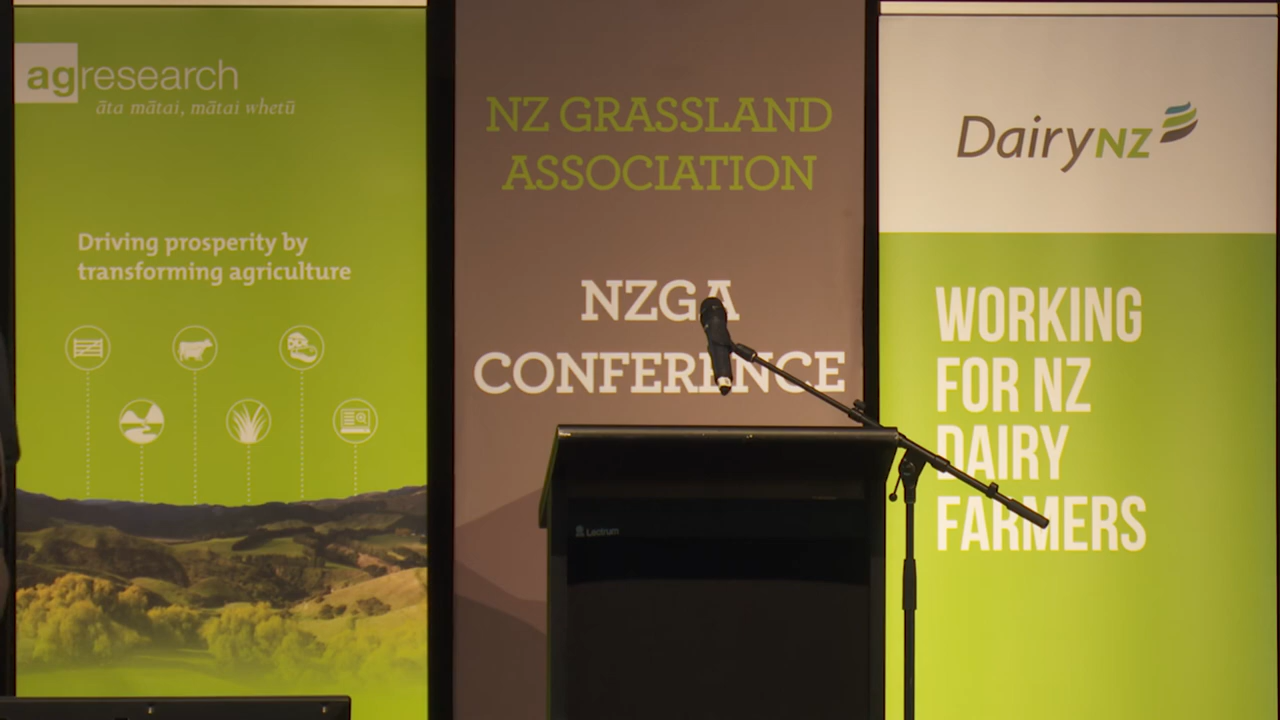 agresearch
āta mātai, mātai whetū
Driving prosperity by
transforming agriculture
NZ GRASSLAND
ASSOCIATION
NZGA
CONFERENCE
Lectrum
DairyNZ
WORKING
FOR NZ
DAIRY
FARMERS